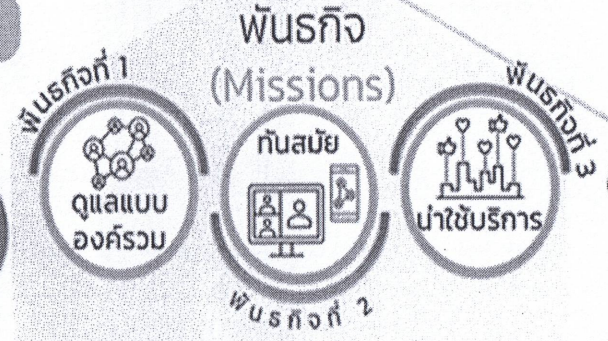 พันธกิจ
(Missions)
พันธกิจที่ 1
ดูแลแบบ
องค์รวม
ทันสมัย
พันธกิจที่ 2
พันธกิจที่ 3
น่าใช้บริการ